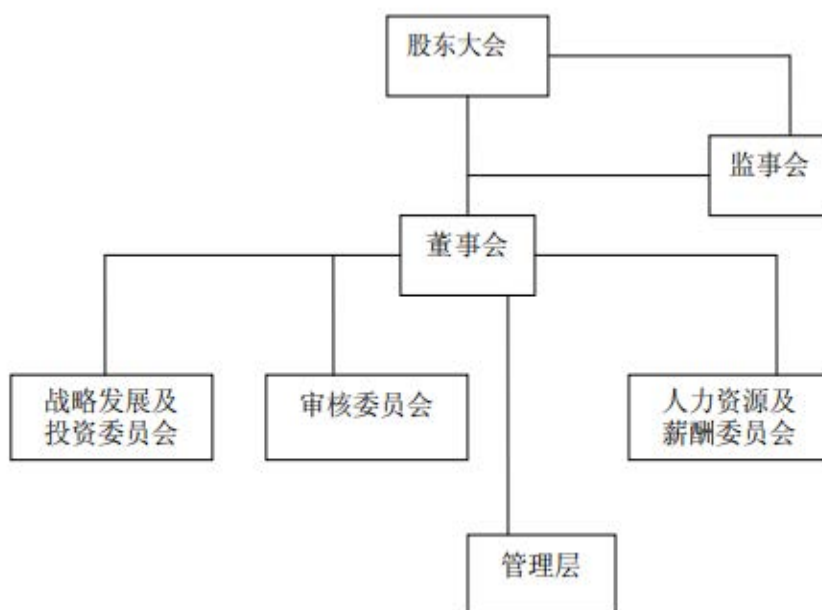 股东大会
监事会
董事会
战略发展及
投资委员会
审核委员会
人力资源及
薪酬委员会
管理层